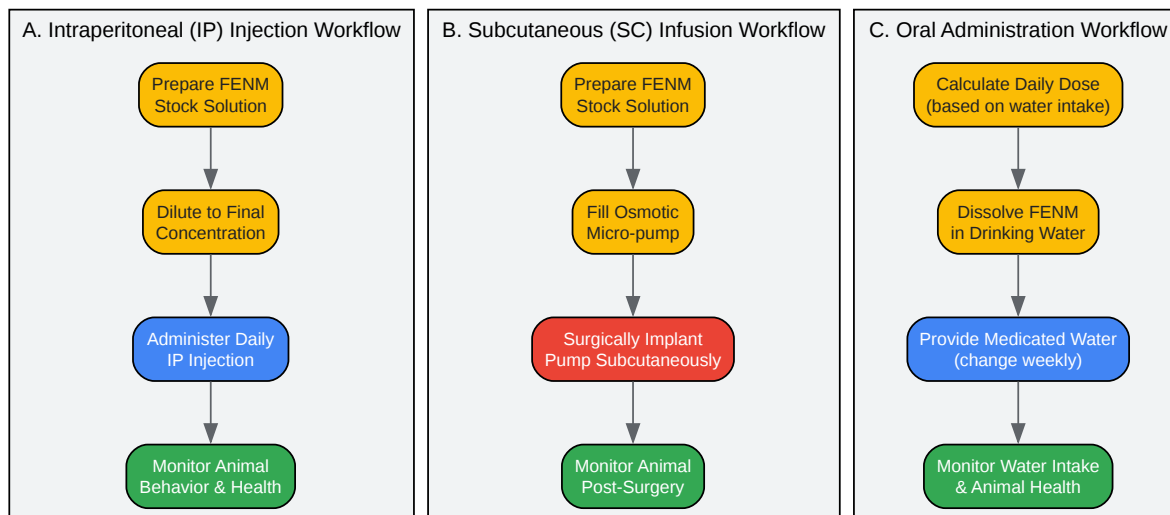 A. Intraperitoneal (IP) Injection Workflow
Prepare FENM
Stock Solution
Dilute to Final
Concentration
Administer Daily
IP Injection
Monitor Animal
Behavior & Health
B. Subcutaneous (SC) Infusion Workflow
Prepare FENM
Stock Solution
Fill Osmotic
Micro-pump
Surgically Implant
Pump Subcutaneously
Monitor Animal
Post-Surgery
C. Oral Administration Workflow
Calculate Daily Dose
(based on water intake)
Dissolve FENM
in Drinking Water
Provide Medicated Water
(change weekly)
Monitor Water Intake
& Animal Health